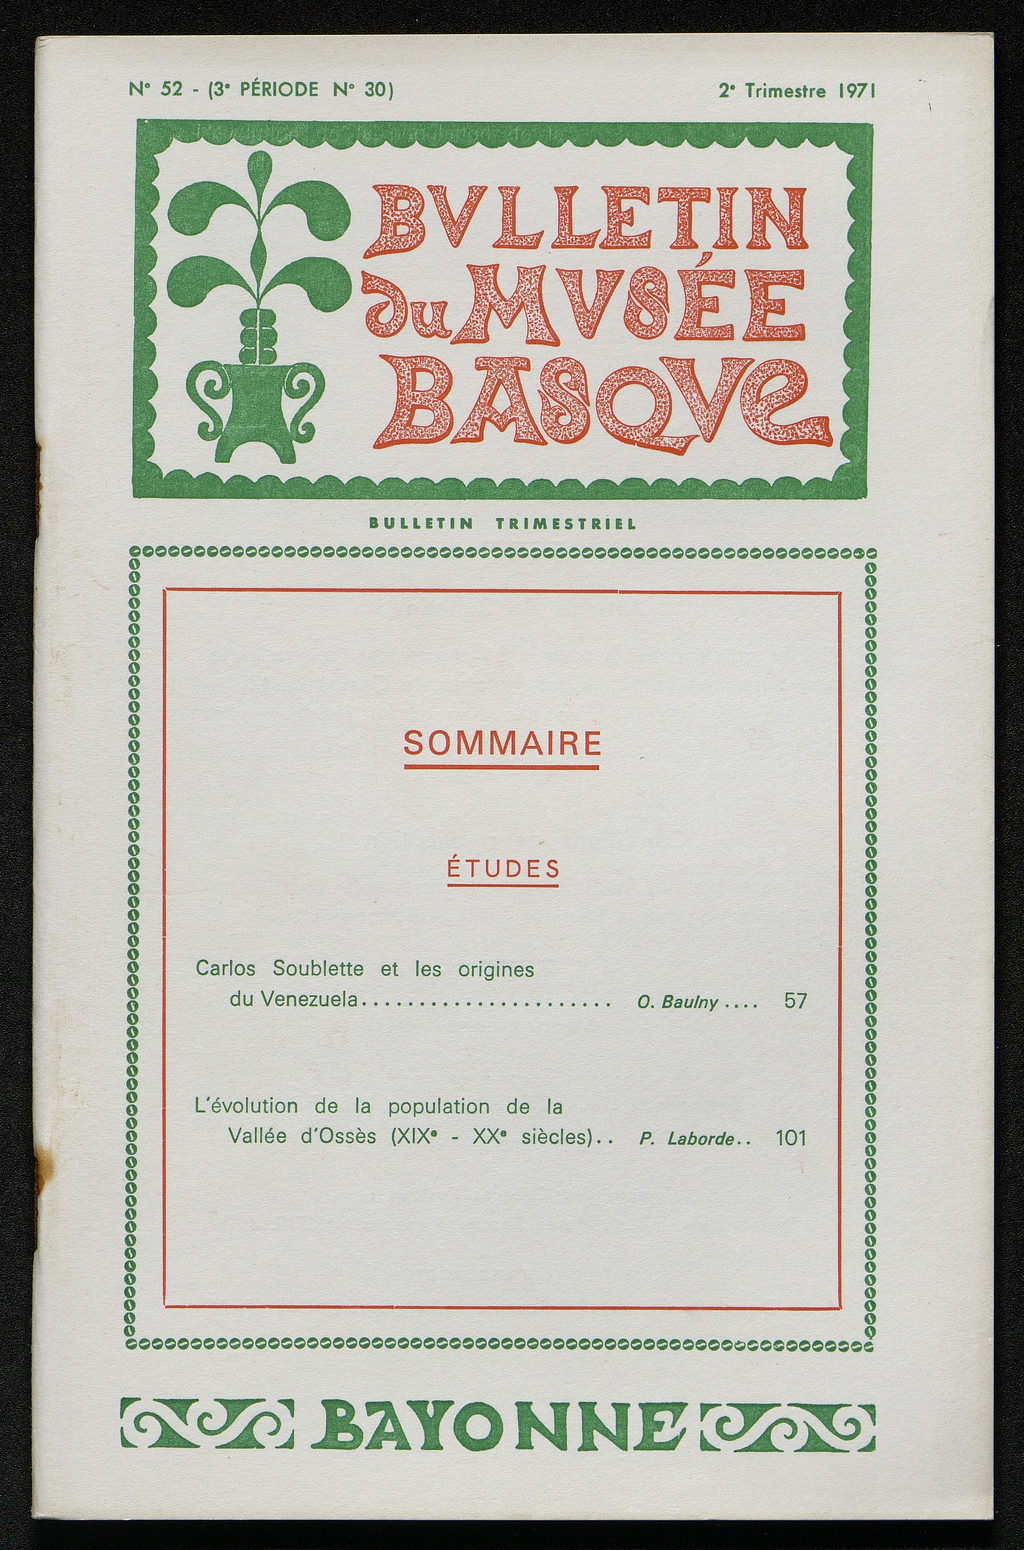 N° 52 - (3e PÉRIODE N° 30)
2e Trimestre 1971
BVLLETIN
du MVSÉE
BASQVE
BULLETIN TRIMESTRIEL
SOMMAIRE
ÉTUDES
Carlos Soublette et les origines
du Venezuela...................... O. Baulny .... 57
L'évolution de la population de la
Vallée d'Ossès (XIXe - XXe siècles).. P. Laborde.. 101
BAYONNE